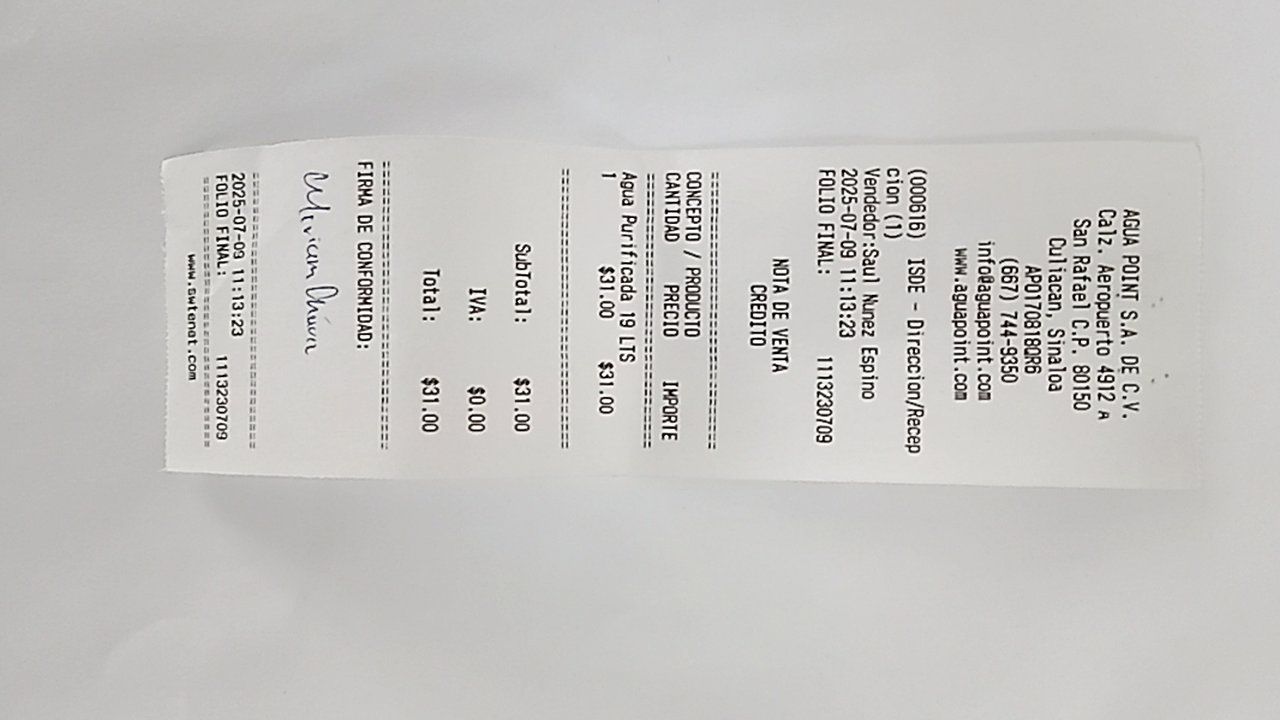 AGUA POINT S.A. DE C.V.
Calz. Aeropuerto 4912 A
San Rafael C.P. 80150
Culiacan, Sinaloa
APO170818QR6
(667) 744-9350
info@aguapoint.com
www.aguapoint.com
(000616) ISDE - Direccion/Recep
cion (1)
Vendedor:Saul Nunez Espino
2025-07-09 11:13:23
FOLIO FINAL: 1113230709
NOTA DE VENTA
CREDITO
================================
CONCEPTO / PRODUCTO
CANTIDAD PRECIO IMPORTE
================================
Agua Purificada 19 LTS
1 $31.00 $31.00
================================
SubTotal: $31.00
IVA: $0.00
Total: $31.00
================================
FIRMA DE CONFORMIDAD:
================================
2025-07-09 11:13:23
FOLIO FINAL: 1113230709
================================
www.swtenet.com